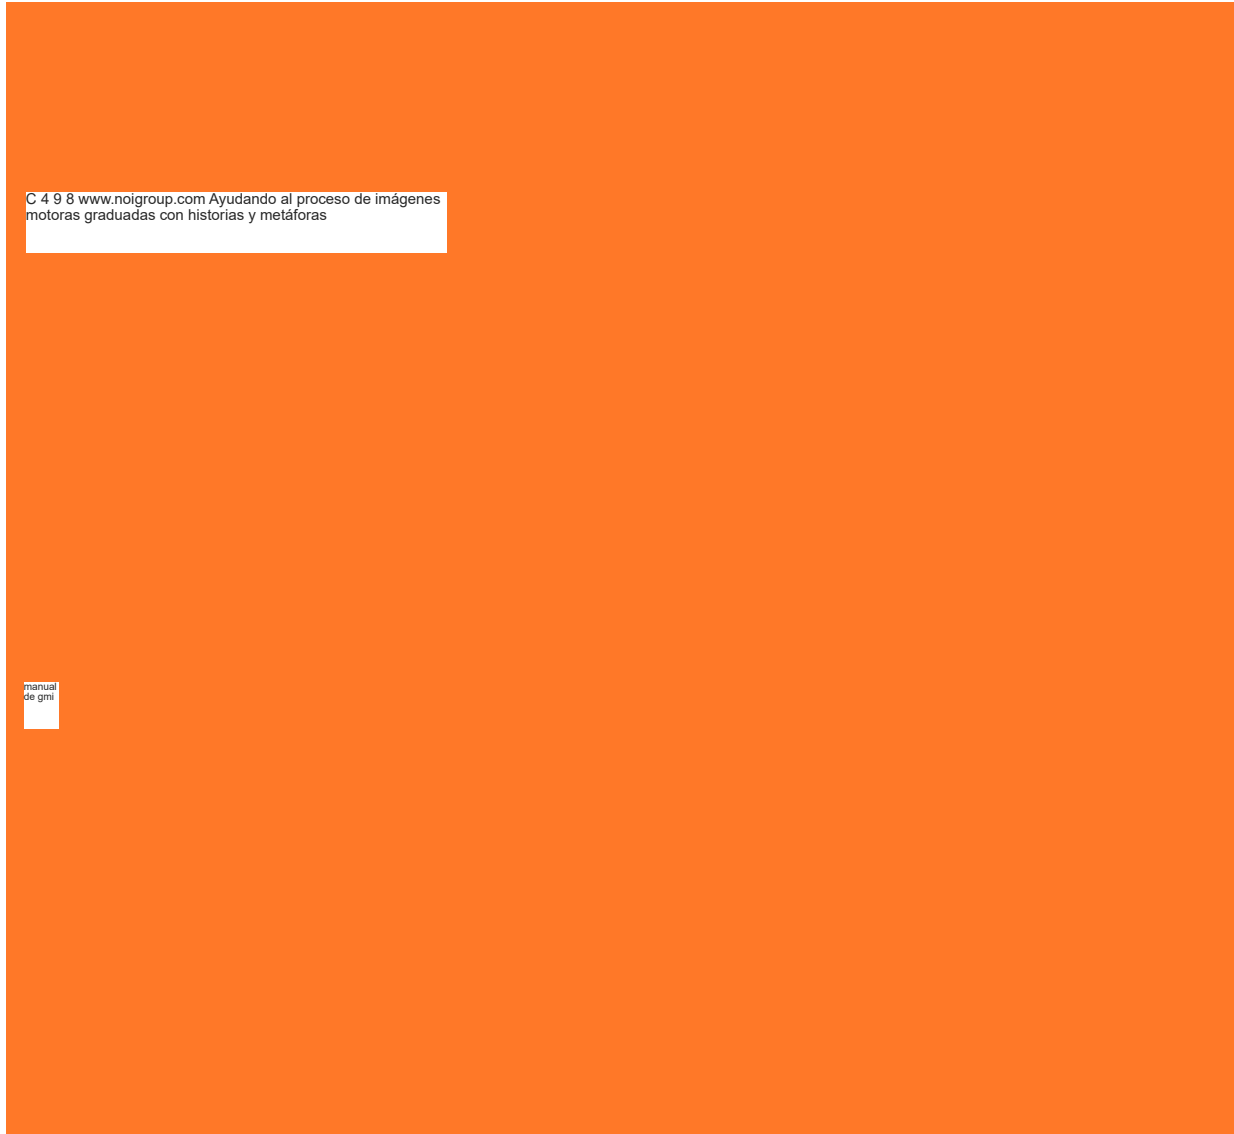 C 4 9 8 www.noigroup.com Ayudando al proceso de imágenes
motoras graduadas con historias y metáforas
manual
de gmi